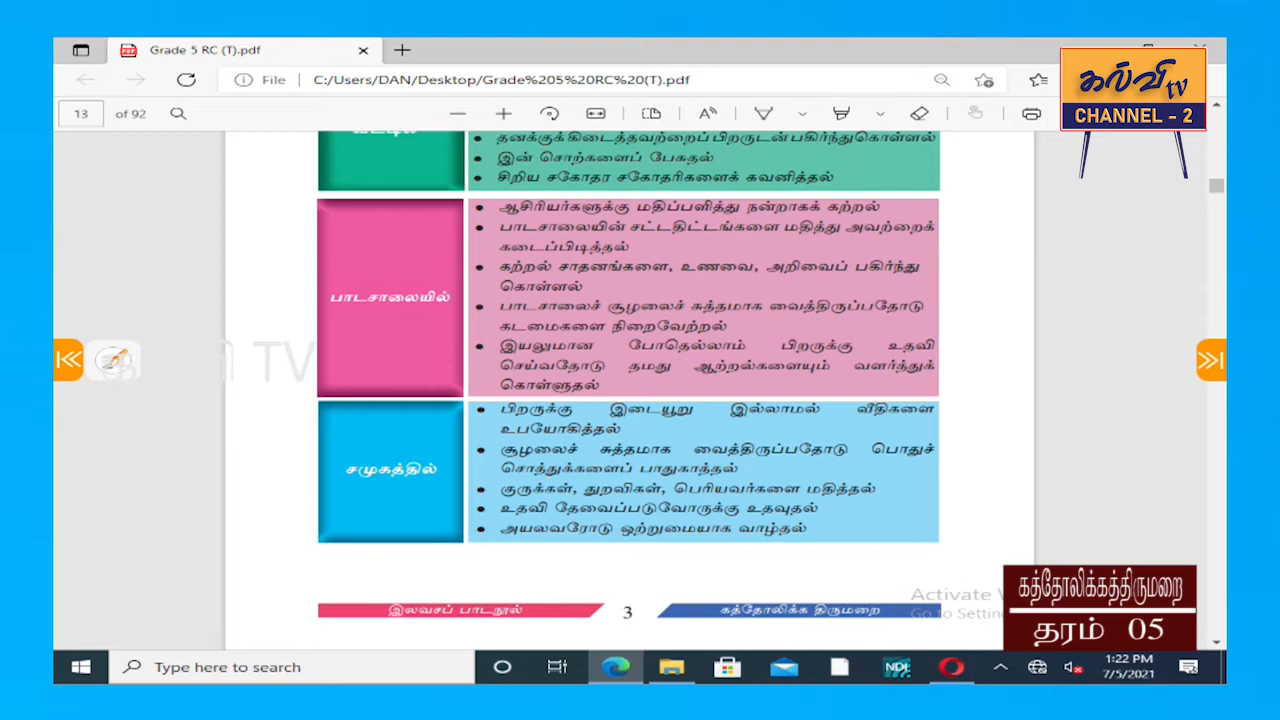 Grade 5 RC (T).pdf
File
C:/Users/DAN/Desktop/Grade%205%20RC%20(T).pdf
13 of 92
கல்வி tv
CHANNEL - 2
தனக்குக்கிடைத்தவற்றைப் பிறருடன் பகிர்ந்துகொள்ளல்
இன் சொற்களைப் பேசுதல்
சிறிய சகோதர சகோதரிகளைக் கவனித்தல்
பாடசாலையில்
ஆசிரியர்களுக்கு மதிப்பளித்து நன்றாகக் கற்றல்
பாடசாலையின் சட்டதிட்டங்களை மதித்து அவற்றைக்
கடைப்பிடித்தல்
கற்றல் சாதனங்களை, உணவை, அறிவைப் பகிர்ந்து
கொள்ளல்
பாடசாலைச் சூழலைச் சுத்தமாக வைத்திருப்பதோடு
கடமைகளை நிறைவேற்றல்
இயலுமான போதெல்லாம் பிறருக்கு உதவி
செய்வதோடு தமது ஆற்றல்களையும் வளர்த்துக்
கொள்ளுதல்
சமுகத்தில்
பிறருக்கு இடையூறு இல்லாமல் வீதிகளை
உபயோகித்தல்
சூழலைச் சுத்தமாக வைத்திருப்பதோடு பொதுச்
சொத்துக்களைப் பாதுகாத்தல்
குருக்கள், துறவிகள், பெரியவர்களை மதித்தல்
உதவி தேவைப்படுவோருக்கு உதவுதல்
அயலவரோடு ஒற்றுமையாக வாழ்தல்
TV
இலவசப் பாடநூல்
3
கத்தோலிக்க திருமறை
Activate
Go to Settin
கத்தோலிக்கத்திருமறை
தரம் 05
Type here to search
NDI
1:22 PM
7/5/2021